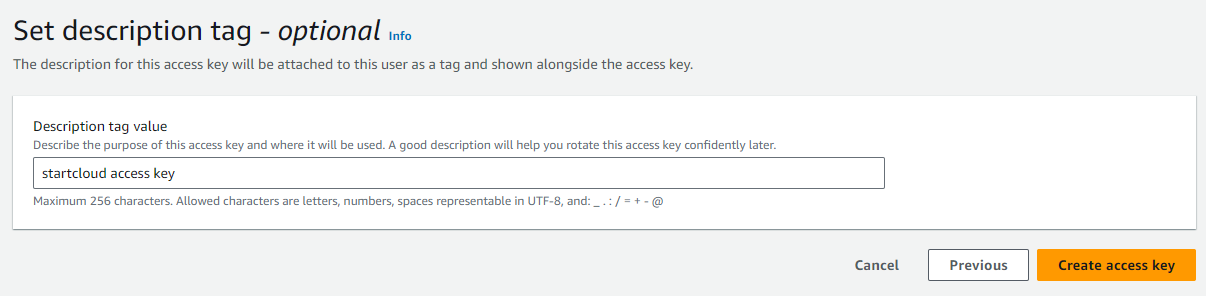 Set description tag - optional Info
The description for this access key will be attached to this user as a tag and shown alongside the access key.
Description tag value
Describe the purpose of this access key and where it will be used. A good description will help you rotate this access key confidently later.
startcloud access key
Maximum 256 characters. Allowed characters are letters, numbers, spaces representable in UTF-8, and: _ . : / = + - @
Cancel Previous Create access key